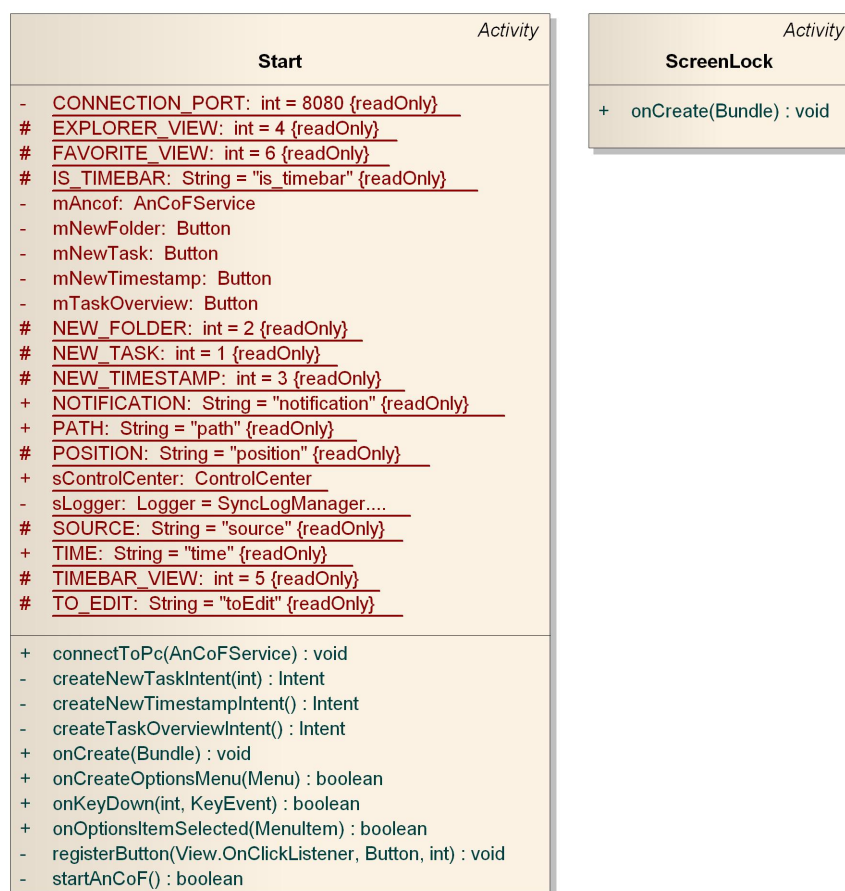 Activity
Start
- CONNECTION_PORT: int = 8080 {readOnly}
# EXPLORER_VIEW: int = 4 {readOnly}
# FAVORITE_VIEW: int = 6 {readOnly}
# IS_TIMEBAR: String = "is_timebar" {readOnly}
- mAncof: AnCoFService
- mNewFolder: Button
- mNewTask: Button
- mNewTimestamp: Button
- mTaskOverview: Button
# NEW_FOLDER: int = 2 {readOnly}
# NEW_TASK: int = 1 {readOnly}
# NEW_TIMESTAMP: int = 3 {readOnly}
+ NOTIFICATION: String = "notification" {readOnly}
+ PATH: String = "path" {readOnly}
# POSITION: String = "position" {readOnly}
+ sControlCenter: ControlCenter
- sLogger: Logger = SyncLogManager....
# SOURCE: String = "source" {readOnly}
+ TIME: String = "time" {readOnly}
# TIMEBAR_VIEW: int = 5 {readOnly}
# TO_EDIT: String = "toEdit" {readOnly}
+ connectToPc(AnCoFService) : void
- createNewTaskIntent(int) : Intent
- createNewTimestampIntent() : Intent
- createTaskOverviewIntent() : Intent
+ onCreate(Bundle) : void
+ onCreateOptionsMenu(Menu) : boolean
+ onKeyDown(int, KeyEvent) : boolean
+ onOptionsItemSelected(MenuItem) : boolean
- registerButton(View.OnClickListener, Button, int) : void
- startAnCoF() : boolean
Activity
ScreenLock
+ onCreate(Bundle) : void